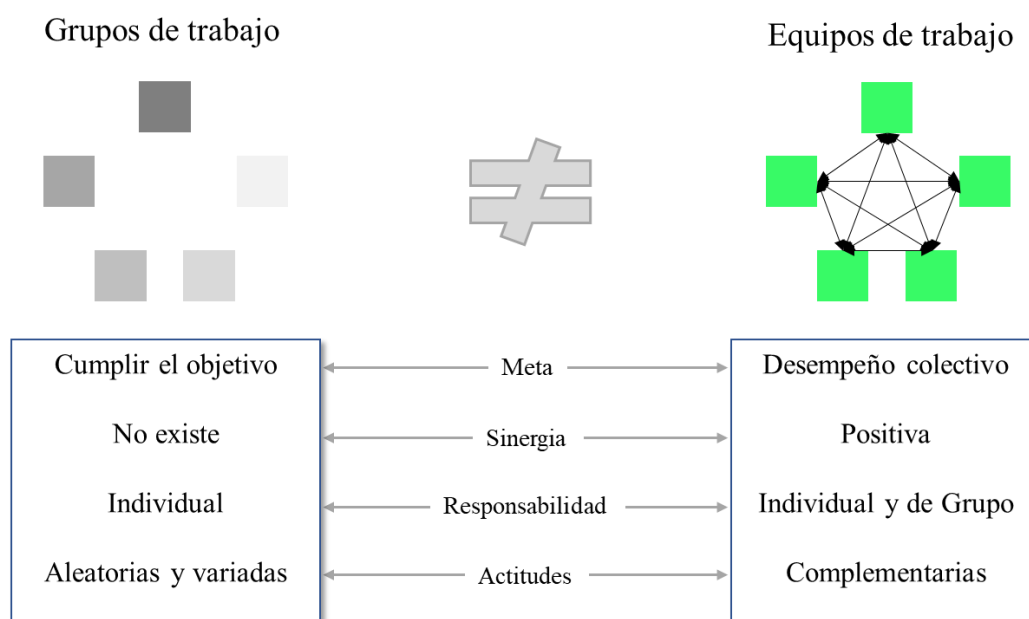 Grupos de trabajo
Equipos de trabajo
Cumplir el objetivo
Meta
Desempeño colectivo
No existe
Sinergia
Positiva
Individual
Responsabilidad
Individual y de Grupo
Aleatorias y variadas
Actitudes
Complementarias